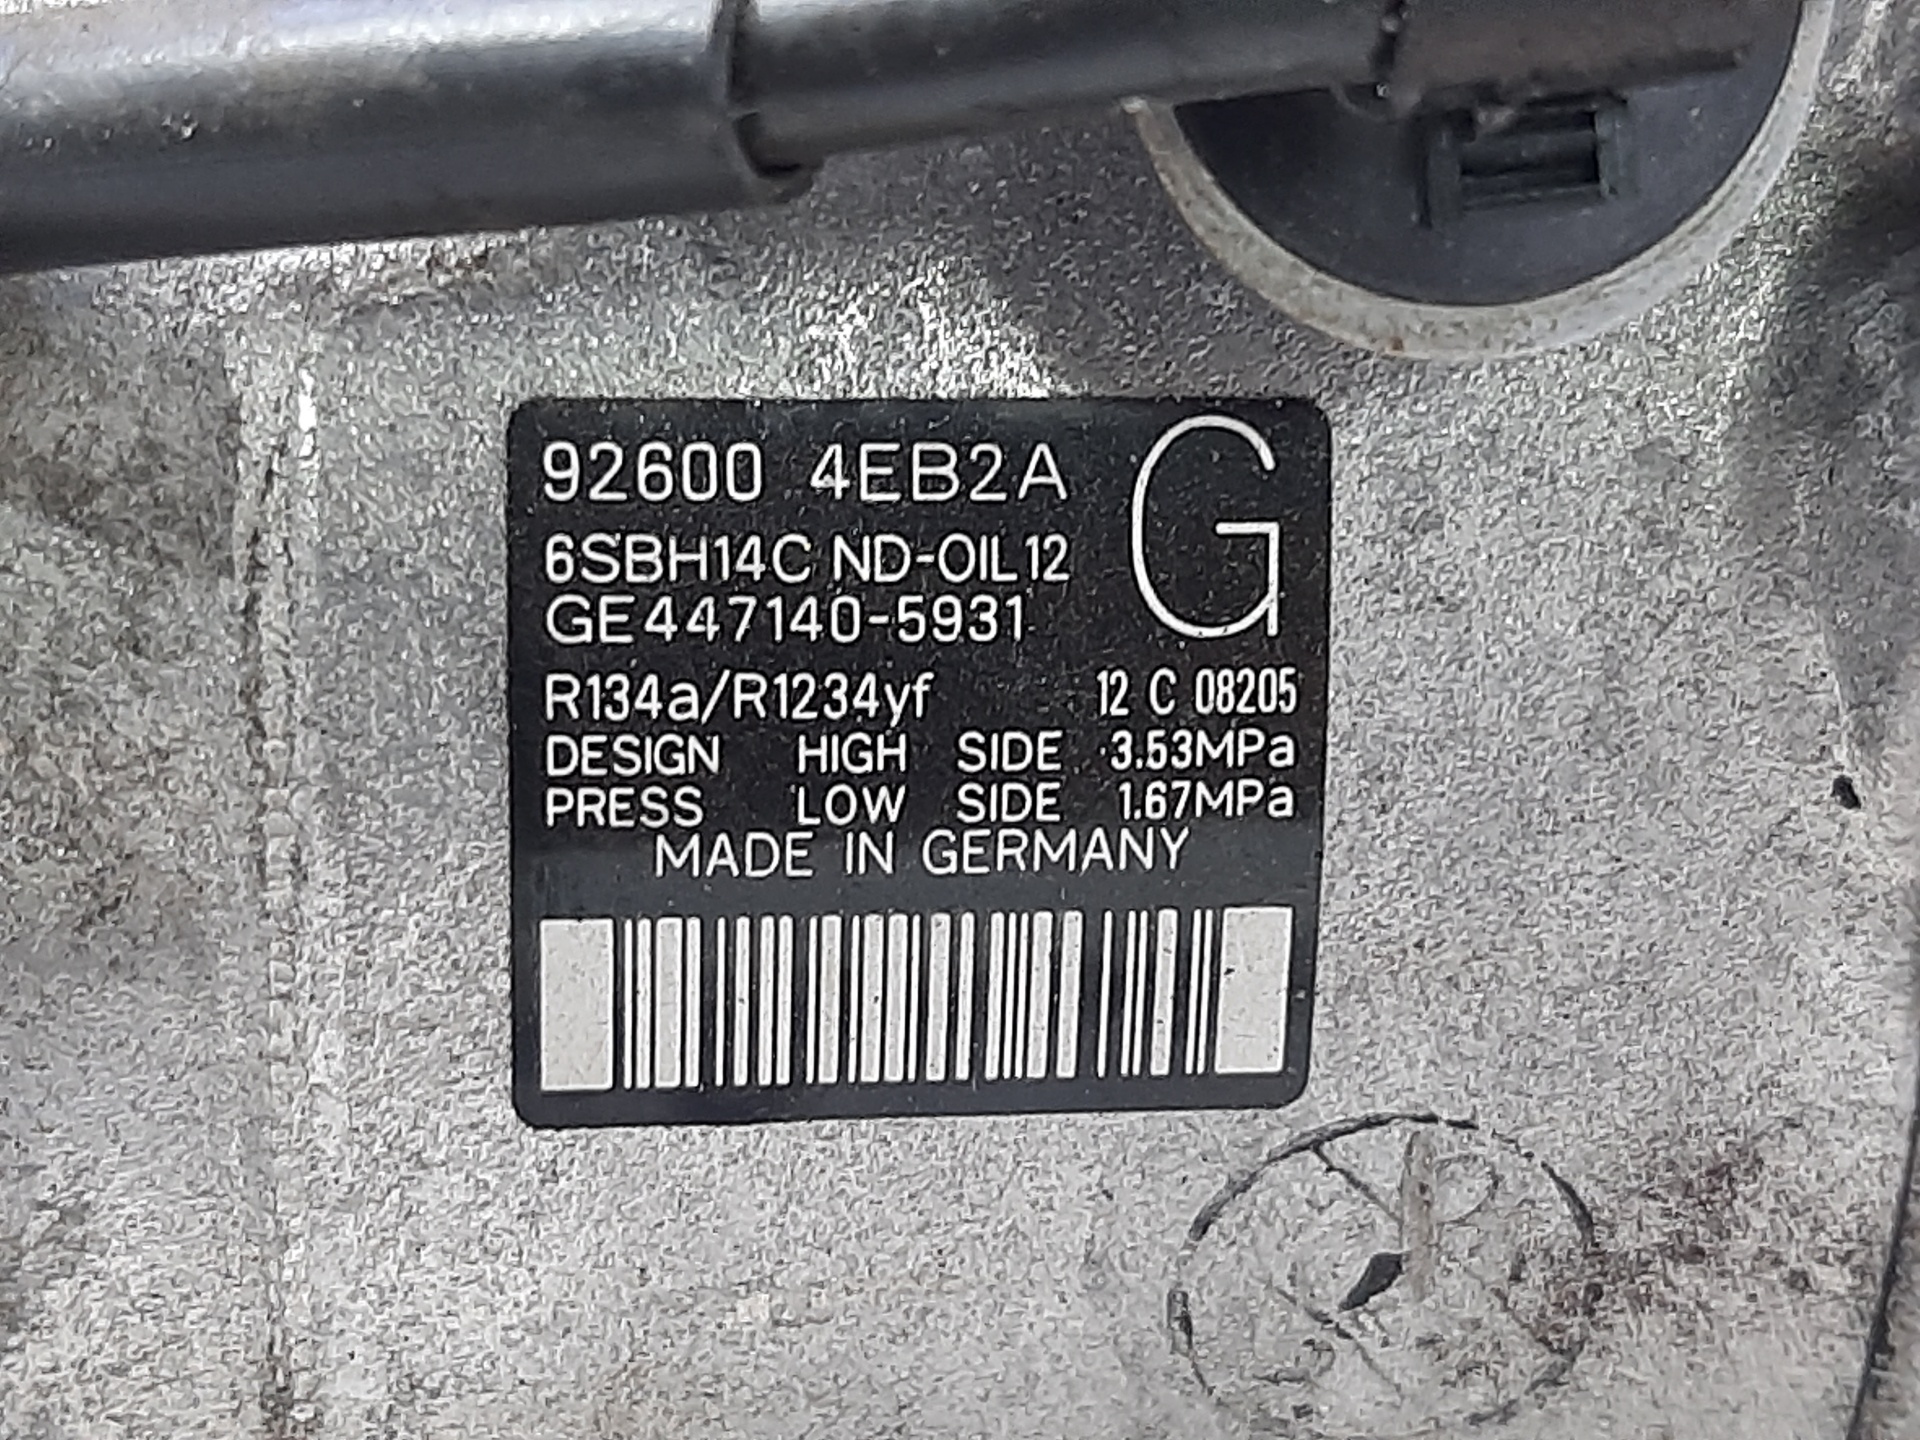 92600 4EB2A G
6SBH14C ND-OIL12
GE447140-5931
R134a/R1234yf 12 C 08205
DESIGN HIGH SIDE 3.53MPa
PRESS LOW SIDE 1.67MPa
MADE IN GERMANY